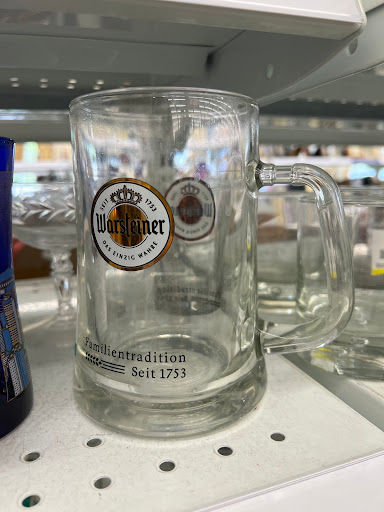 SEIT 1753
Warsteiner
DAS EINZIG WAHRE
Familientradition
Seit 1753